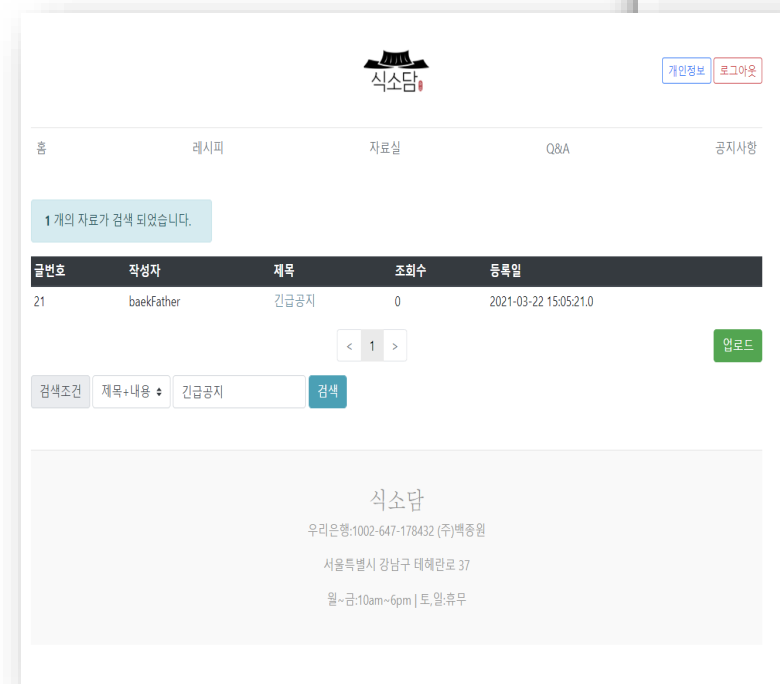 식소담
개인정보 로그아웃
홈 레시피 자료실 Q&A 공지사항
1 개의 자료가 검색 되었습니다.
글번호 작성자 제목 조회수 등록일
21 baekFather 긴급공지 0 2021-03-22 15:05:21.0
< 1 > 업로드
검색조건 제목+내용 긴급공지 검색
식소담
우리은행:1002-647-178432 (주)백종원
서울특별시 강남구 테헤란로 37
월~금:10am~6pm | 토,일:휴무